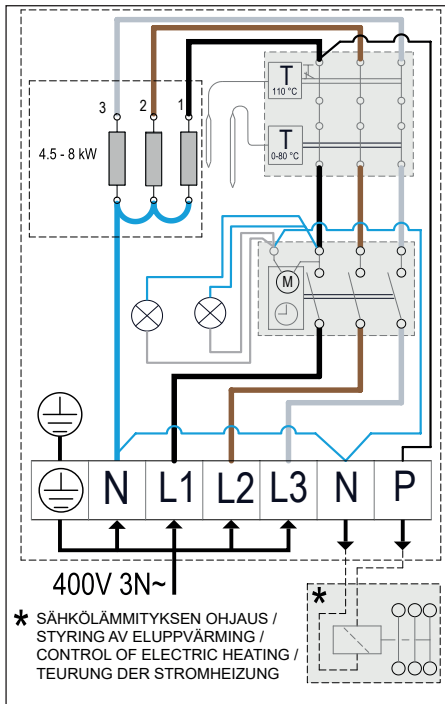 3 2 1
4.5 - 8 kW
T
110 °C
T
0-80 °C
M
N L1 L2 L3 N P
400V 3N~
*
* SÄHKÖLÄMMITYKSEN OHJAUS /
STYRING AV ELUPPVÄRMING /
CONTROL OF ELECTRIC HEATING /
TEURUNG DER STROMHEIZUNG